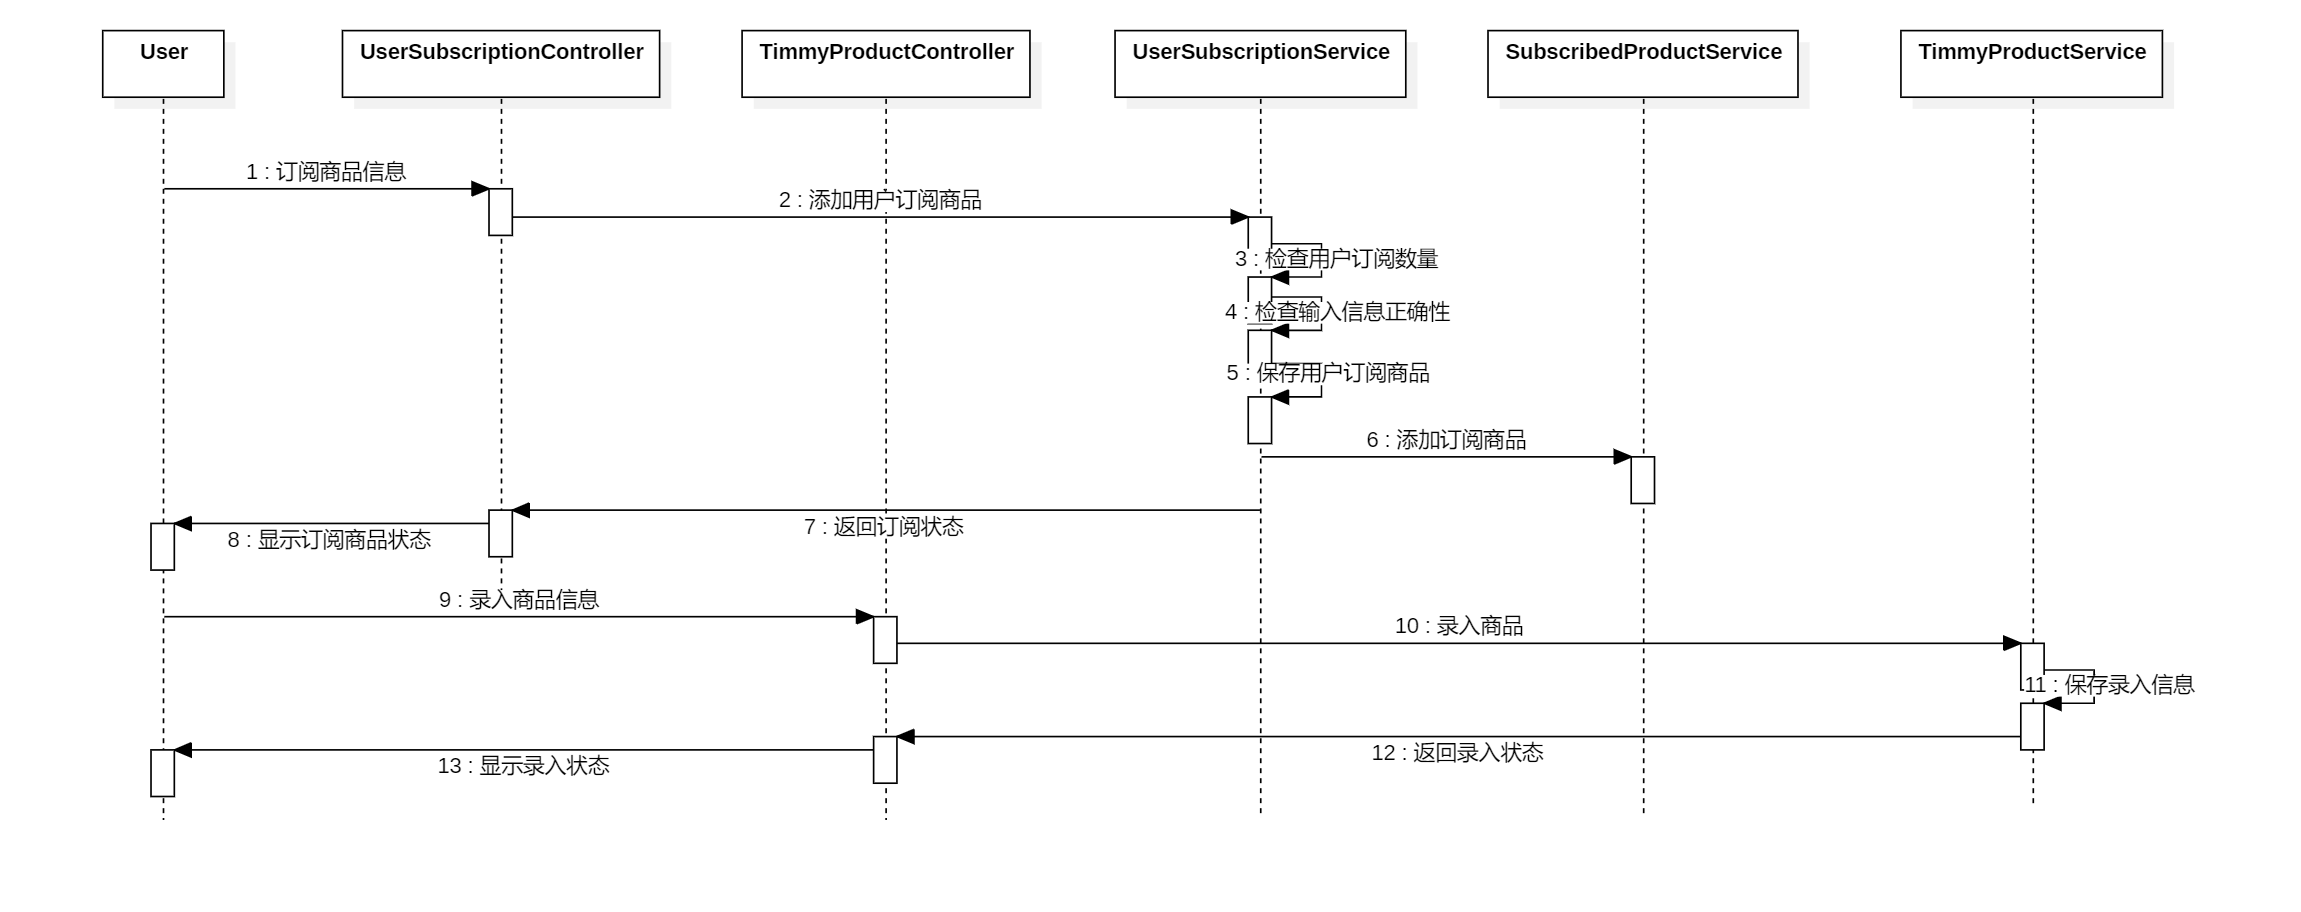 User
UserSubscriptionController
TimmyProductController
UserSubscriptionService
SubscribedProductService
TimmyProductService
1 : 订阅商品信息
2 : 添加用户订阅商品
3 : 检查用户订阅数量
4 : 检查输入信息正确性
5 : 保存用户订阅商品
6 : 添加订阅商品
7 : 返回订阅状态
8 : 显示订阅商品状态
9 : 录入商品信息
10 : 录入商品
11 : 保存录入信息
12 : 返回录入状态
13 : 显示录入状态